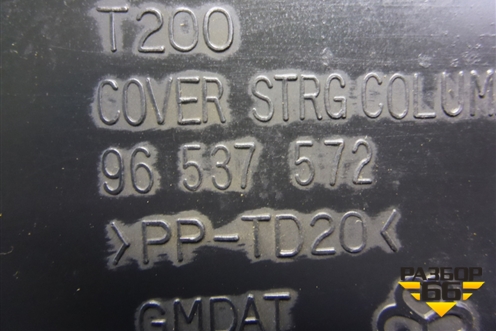 T200
COVER STRG COLUM
96 537 572
>PP-TD20<
GMDAT
РАЗБОР
66